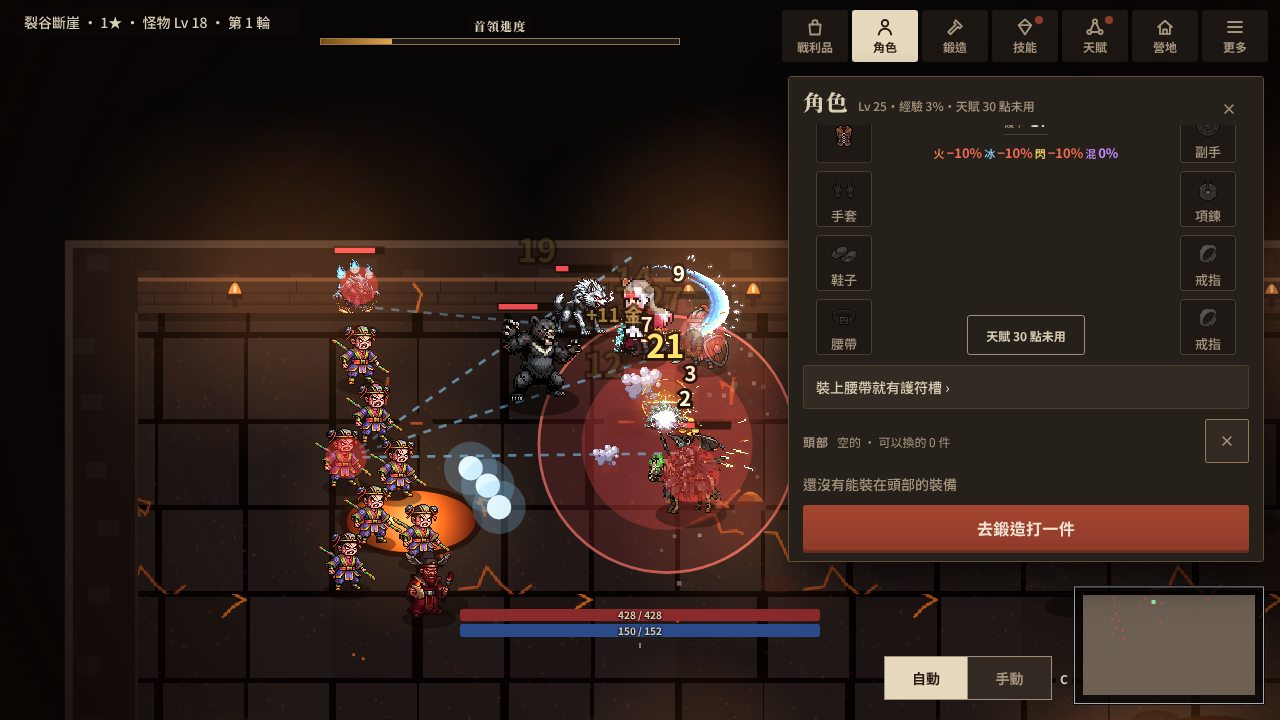 裂谷斷崖 · 1★ · 怪物 Lv 18 · 第 1 輪
首領進度
戰利品
角色
鍛造
技能
天賦
營地
更多
角色 Lv 25 · 經驗 3% · 天賦 30 點未用
火 −10% 冰 −10% 閃 −10% 混 0%
副手
手套
項鍊
鞋子
戒指
腰帶
戒指
天賦 30 點未用
裝上腰帶就有護符槽 ›
頭部 空的 · 可以換的 0 件
還沒有能裝在頭部的裝備
去鍛造打一件
19
9
+11 金
7
21
12
3
2
428 / 428
150 / 152
自動
手動
C